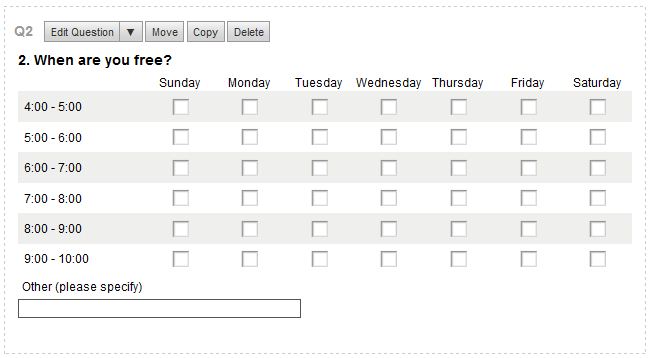 Q2 Edit Question ▼ Move Copy Delete
2. When are you free?
Sunday Monday Tuesday Wednesday Thursday Friday Saturday
4:00 - 5:00
5:00 - 6:00
6:00 - 7:00
7:00 - 8:00
8:00 - 9:00
9:00 - 10:00
Other (please specify)